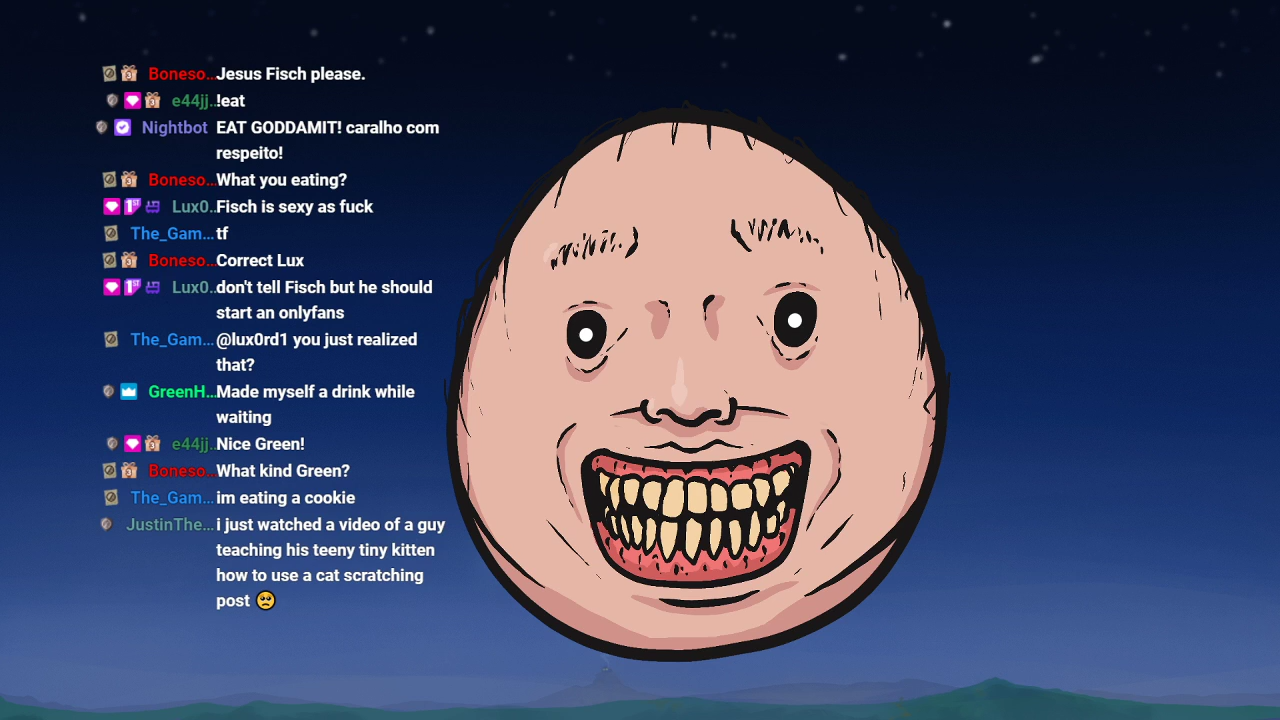 Boneso... Jesus Fisch please.
e44jj.. !eat
Nightbot EAT GODDAMIT! caralho com
respeito!
Boneso... What you eating?
Lux0.. Fisch is sexy as fuck
The_Gam... tf
Boneso... Correct Lux
Lux0.. don't tell Fisch but he should
start an onlyfans
The_Gam... @lux0rd1 you just realized
that?
GreenH... Made myself a drink while
waiting
e44jj.. Nice Green!
Boneso... What kind Green?
The_Gam... im eating a cookie
JustinThe... i just watched a video of a guy
teaching his teeny tiny kitten
how to use a cat scratching
post 🥺